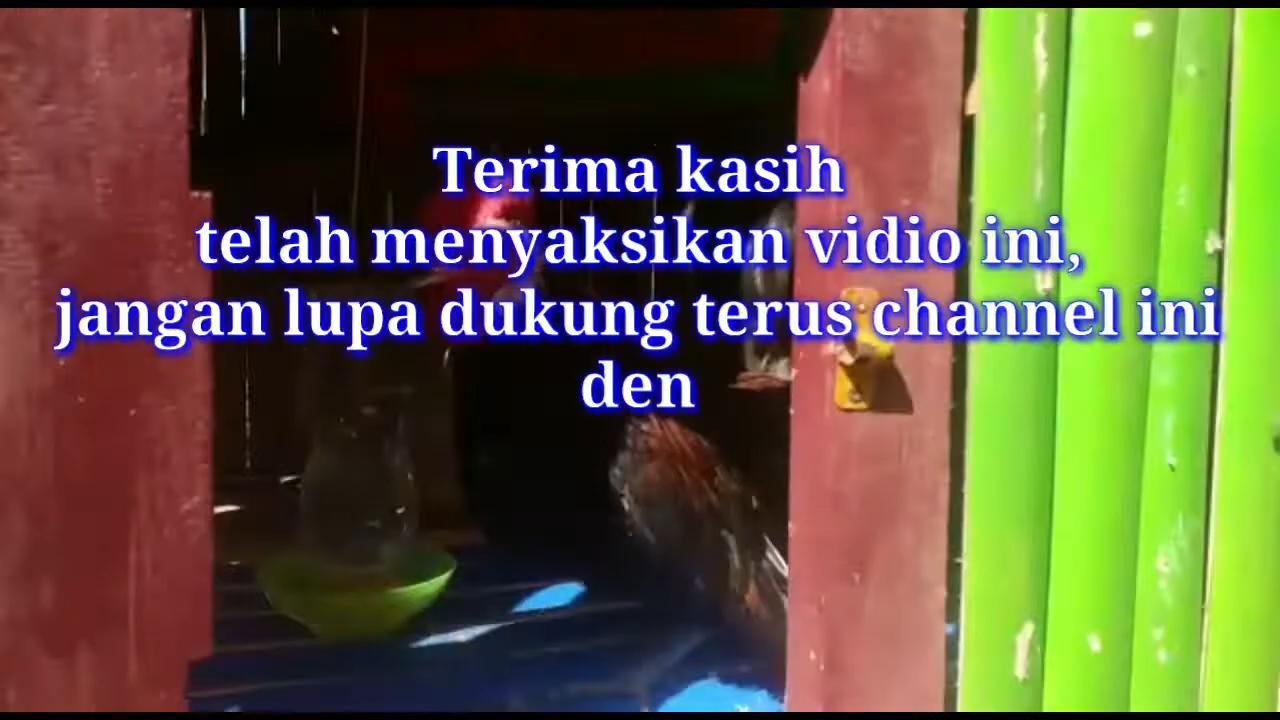 Terima kasih
telah menyaksikan vidio ini,
jangan lupa dukung terus channel ini
den